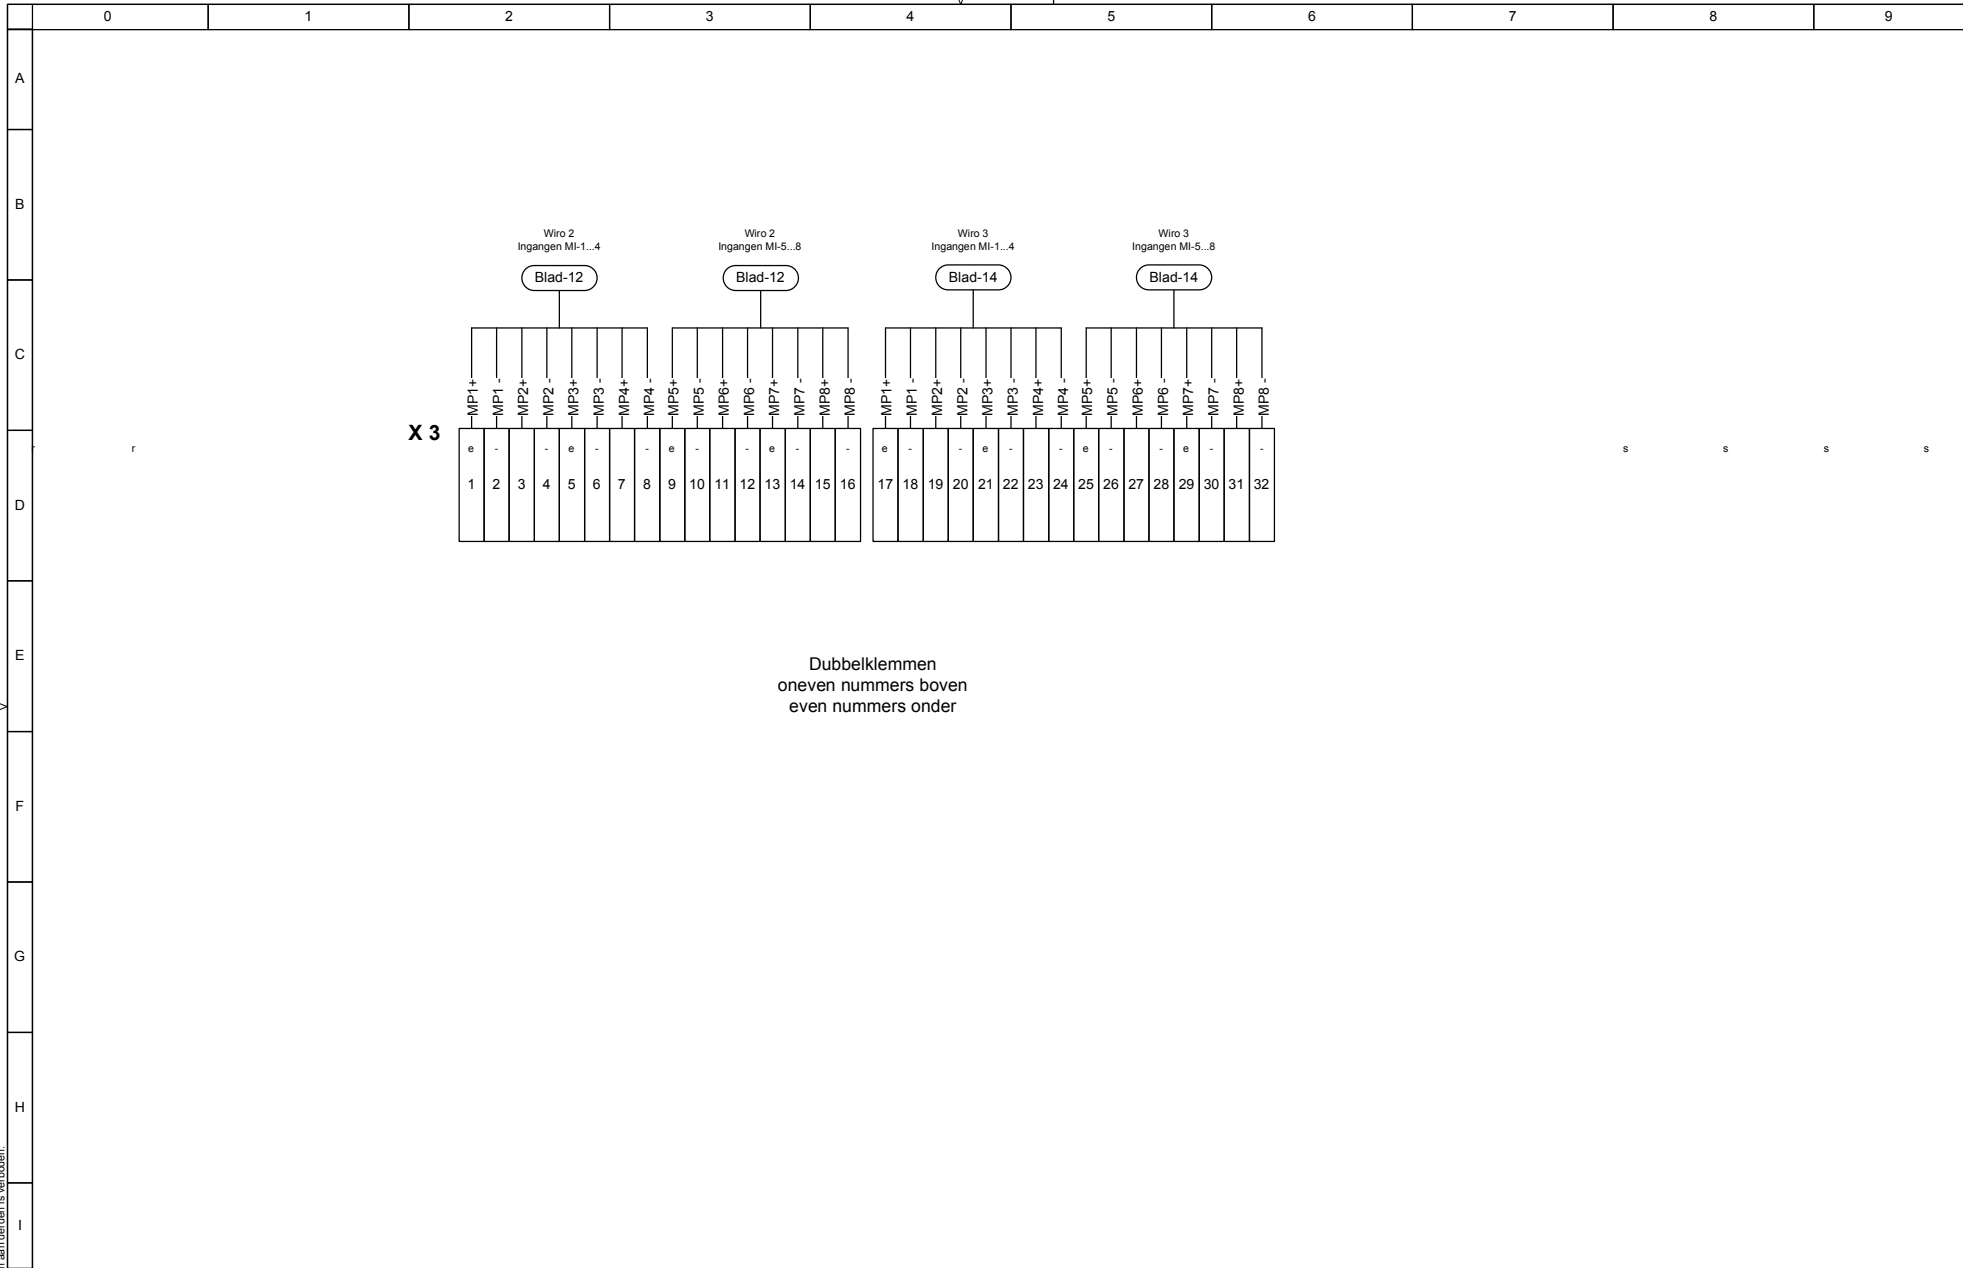 0 1 2 3 4 5 6 7 8 9
A
B
Wiro 2 Wiro 2 Wiro 3 Wiro 3
Ingangen MI-1...4 Ingangen MI-5...8 Ingangen MI-1...4 Ingangen MI-5...8
Blad-12 Blad-12 Blad-14 Blad-14
C
MP1+ MP1 - MP2+ MP2 - MP3+ MP3 - MP4+ MP4 - MP5+ MP5 - MP6+ MP6 - MP7+ MP7 - MP8+ MP8 - MP1+ MP1 - MP2+ MP2 - MP3+ MP3 - MP4+ MP4 - MP5+ MP5 - MP6+ MP6 - MP7+ MP7 - MP8+ MP8 -
X 3
r r e - - e - - e - - e - - e - - e - - e - - e - - s s s s
1 2 3 4 5 6 7 8 9 10 11 12 13 14 15 16 17 18 19 20 21 22 23 24 25 26 27 28 29 30 31 32
D
E
Dubbelklemmen
oneven nummers boven
even nummers onder
F
G
H
I
aan derden is verboden.